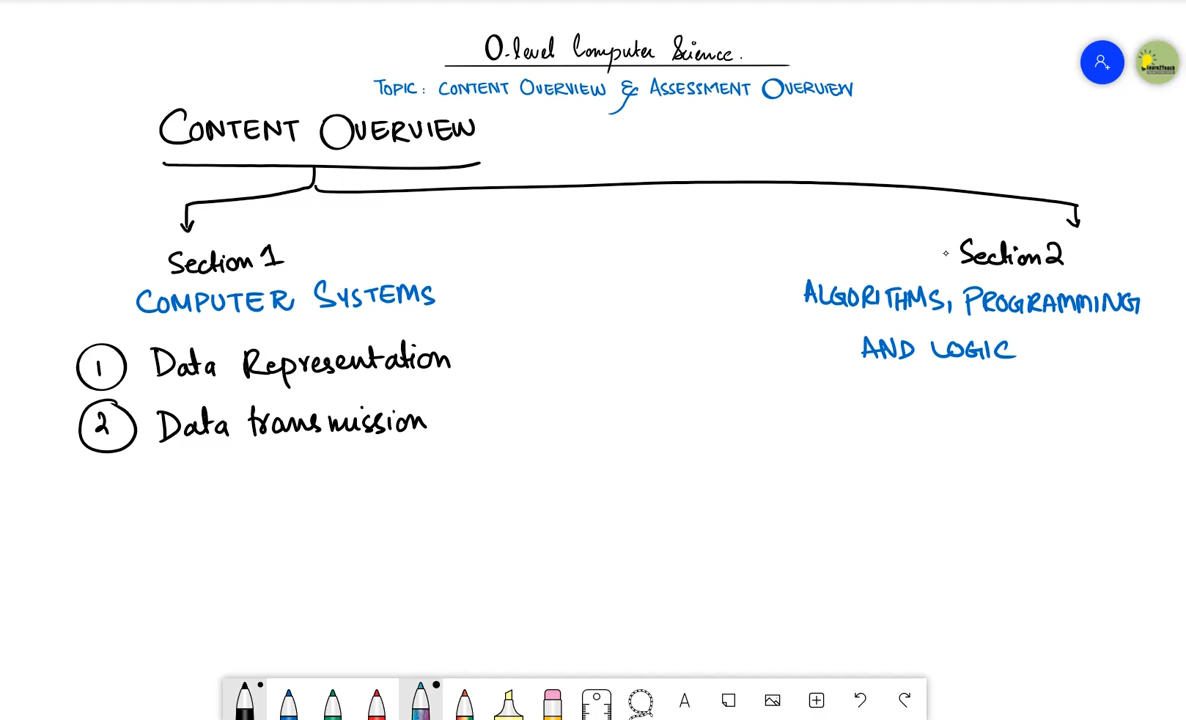 O-level Computer Science.
TOPIC: CONTENT OVERVIEW & ASSESSMENT OVERVIEW
CONTENT OVERVIEW
Section 1
COMPUTER SYSTEMS
1 Data Representation
2 Data transmission
Section 2
ALGORITHMS, PROGRAMMING
AND LOGIC
Learn2Teach
A